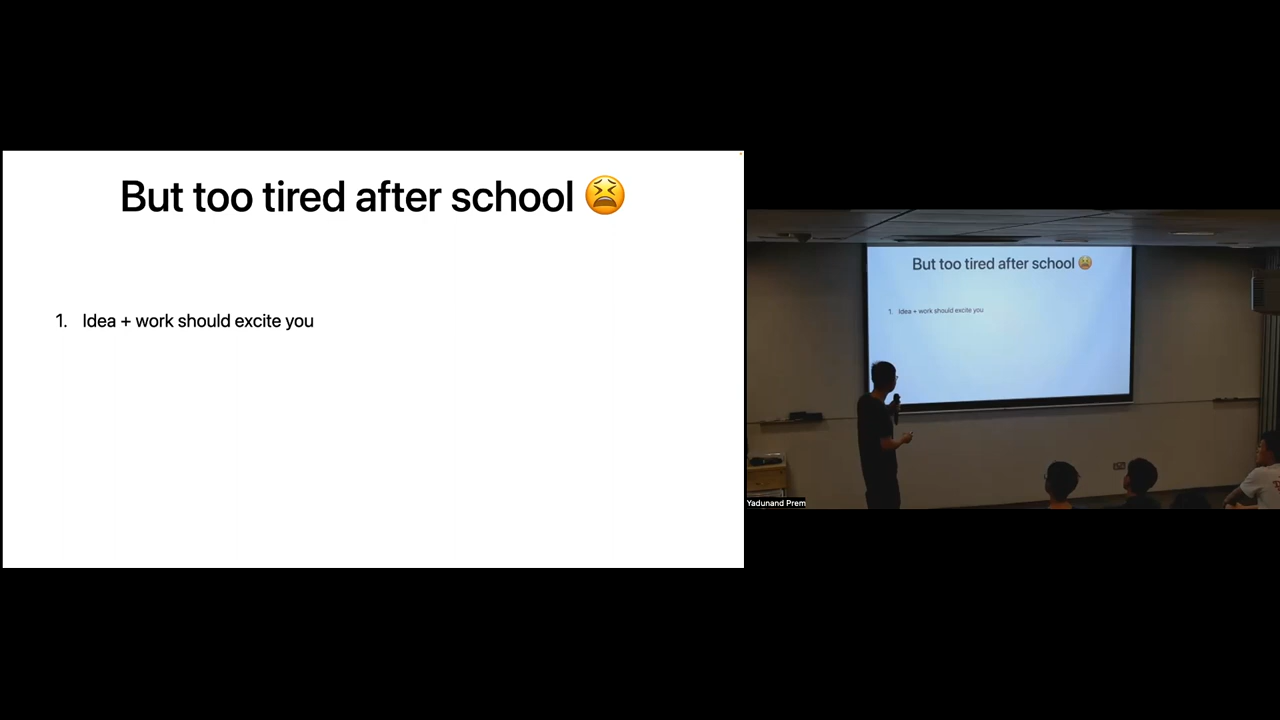 But too tired after school 😫
1. Idea + work should excite you
But too tired after school 😫
1. Idea + work should excite you
Yadunand Prem